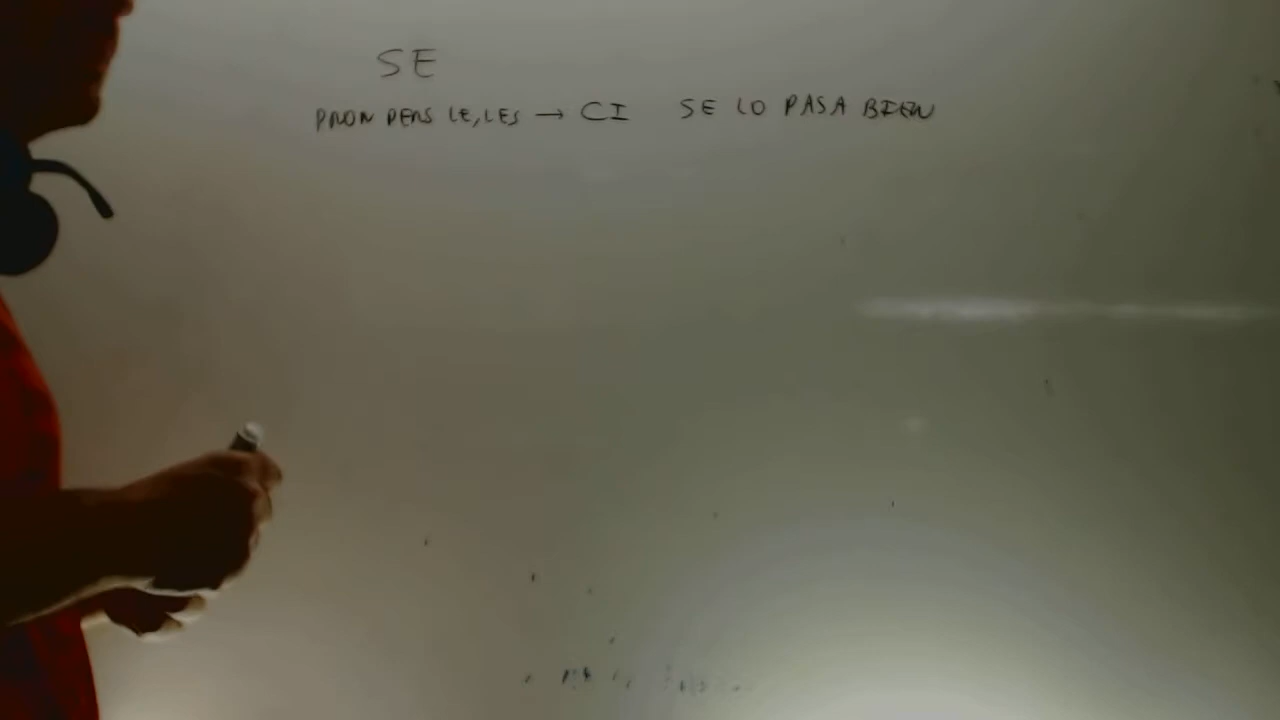 SE
PRON PERS LE, LES → CI SE LO PASA BIEN